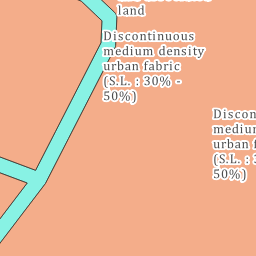 land
Discontinuous
medium density
urban fabric
(S.L. : 30% -
50%)
Discon
medium
urban f
(S.L. : 3
50%)